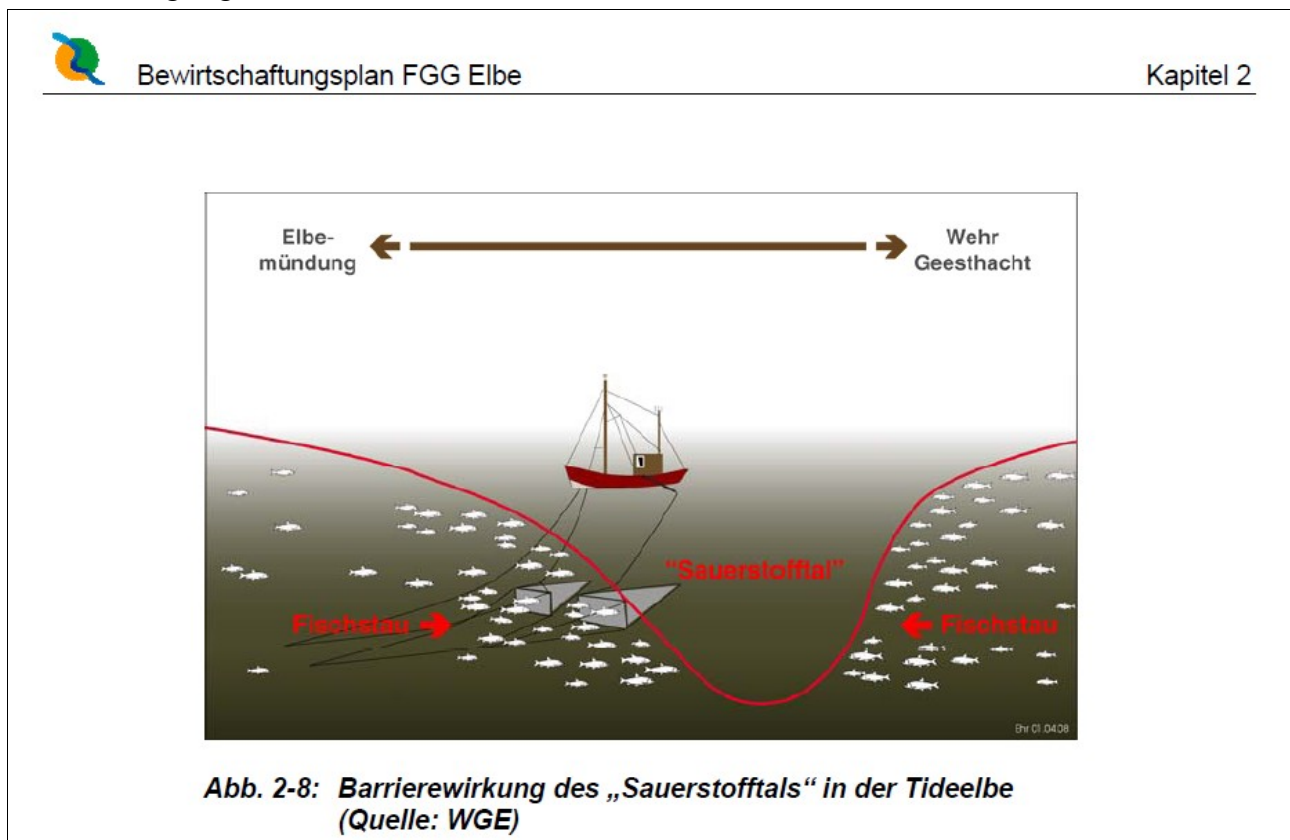 Bewirtschaftungsplan FGG Elbe Kapitel 2
Elbe-
mündung
Wehr
Geesthacht
1
"Sauerstofftal"
Fischstau
Fischstau
Abb. 2-8: Barrierewirkung des „Sauerstofftals“ in der Tideelbe
(Quelle: WGE)